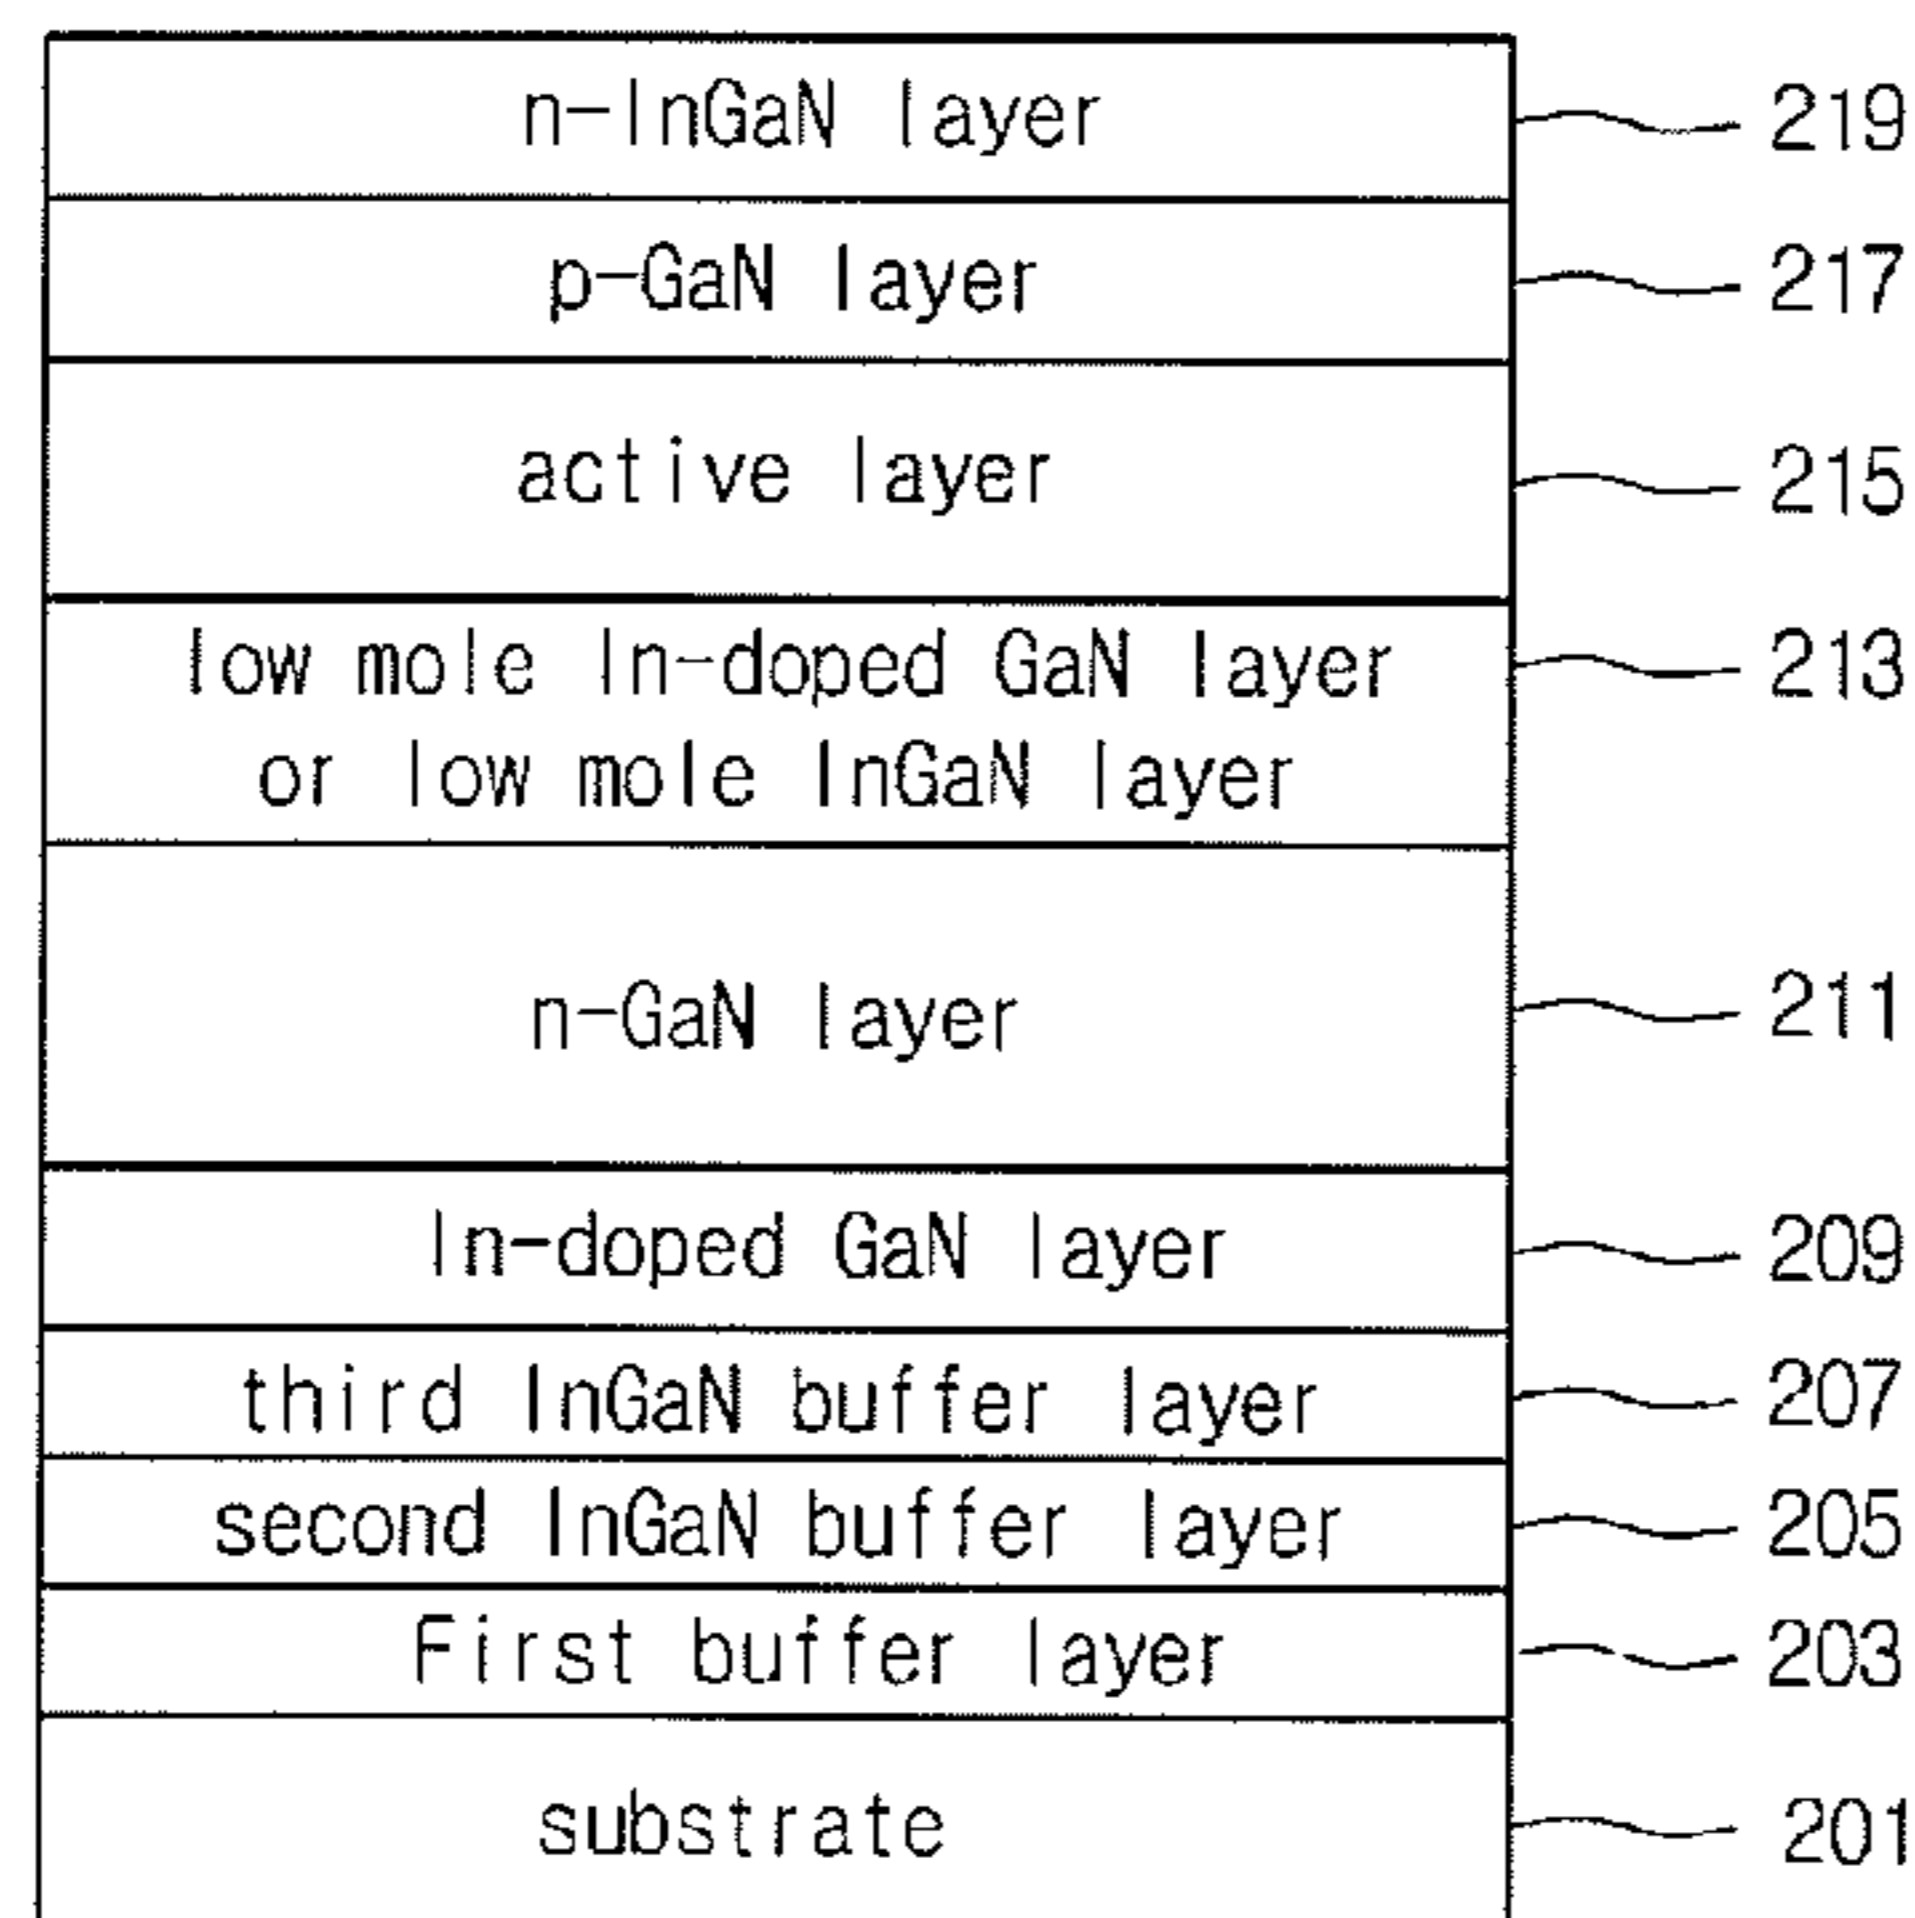 n-InGaN layer 219
p-GaN layer 217
active layer 215
low mole In-doped GaN layer 213
or low mole InGaN layer
n-GaN layer 211
In-doped GaN layer 209
third InGaN buffer layer 207
second InGaN buffer layer 205
First buffer layer 203
substrate 201